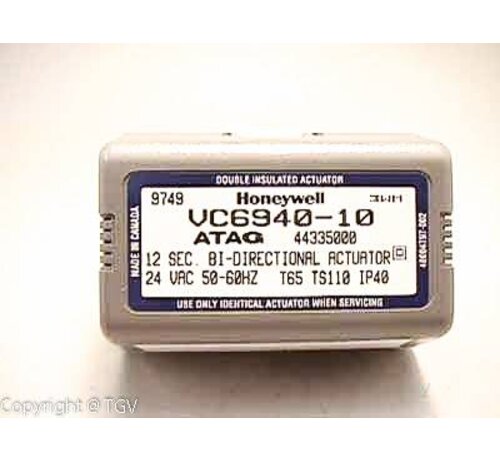 DOUBLE INSULATED ACTUATOR
9749 Honeywell
VC6940-10
ATAG 44335000
12 SEC. BI-DIRECTIONAL ACTUATOR
24 VAC 50-60HZ T65 TS110 IP40
USE ONLY IDENTICAL ACTUATOR WHEN SERVICING
MADE IN CANADA
Copyright @ TGV